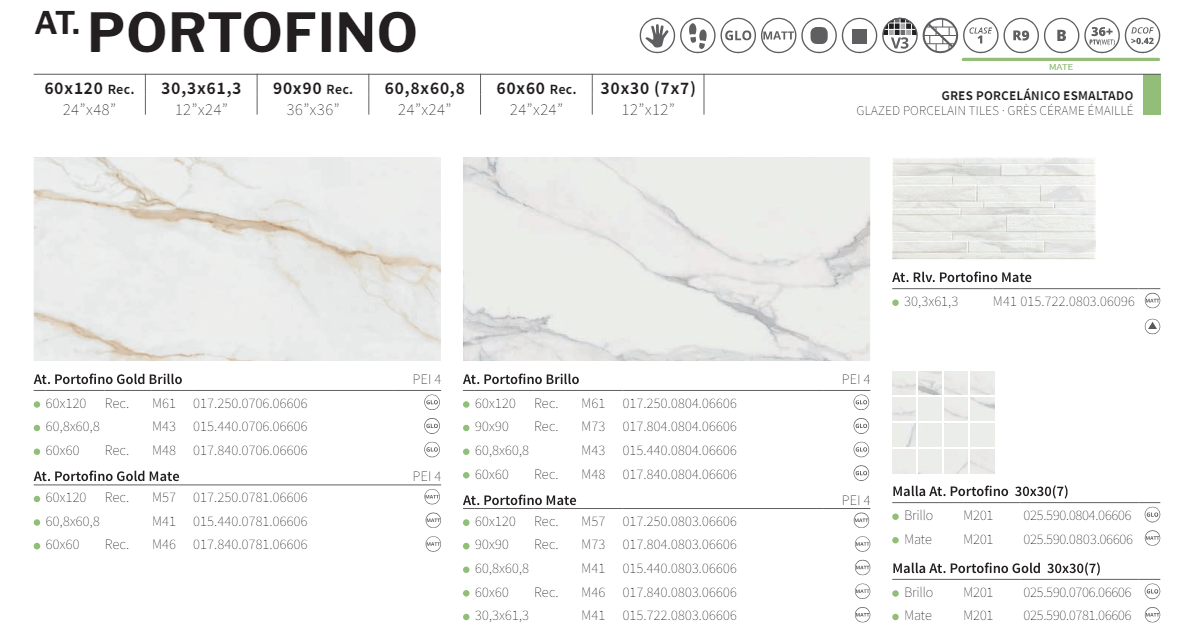 AT. PORTOFINO
GLO MATT V3 CLASE 1 R9 B 36+ PTV(WET) DCOF >0.42
MATE
60x120 Rec. 30,3x61,3 90x90 Rec. 60,8x60,8 60x60 Rec. 30x30 (7x7)
24”x48” 12”x24” 36”x36” 24”x24” 24”x24” 12”x12”
GRES PORCELÁNICO ESMALTADO
GLAZED PORCELAIN TILES · GRÈS CÉRAME ÉMAILLÉ
At. Portofino Gold Brillo PEI 4
60x120 Rec. M61 017.250.0706.06606 GLO
60,8x60,8 M43 015.440.0706.06606 GLO
60x60 Rec. M48 017.840.0706.06606 GLO
At. Portofino Gold Mate PEI 4
60x120 Rec. M57 017.250.0781.06606 MATT
60,8x60,8 M41 015.440.0781.06606 MATT
60x60 Rec. M46 017.840.0781.06606 MATT
At. Portofino Brillo PEI 4
60x120 Rec. M61 017.250.0804.06606 GLO
90x90 Rec. M73 017.804.0804.06606 GLO
60,8x60,8 M43 015.440.0804.06606 GLO
60x60 Rec. M48 017.840.0804.06606 GLO
At. Portofino Mate PEI 4
60x120 Rec. M57 017.250.0803.06606 MATT
90x90 Rec. M73 017.804.0803.06606 MATT
60,8x60,8 M41 015.440.0803.06606 MATT
60x60 Rec. M46 017.840.0803.06606 MATT
30,3x61,3 M41 015.722.0803.06606 MATT
At. Rlv. Portofino Mate
30,3x61,3 M41 015.722.0803.06096 MATT
Malla At. Portofino 30x30(7)
Brillo M201 025.590.0804.06606 GLO
Mate M201 025.590.0803.06606 MATT
Malla At. Portofino Gold 30x30(7)
Brillo M201 025.590.0706.06606 GLO
Mate M201 025.590.0781.06606 MATT